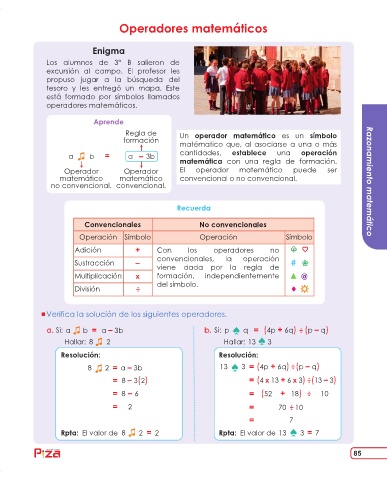 Operadores matemáticos
Enigma
Los alumnos de 3° B salieron de
excursión al campo. El profesor les
propuso jugar a la búsqueda del
tesoro y les entregó un mapa. Este
está formado por símbolos llamados
operadores matemáticos.
Aprende
Regla de
formación
a ♫ b = a – 3b
Operador
matemático
no convencional.
Operador
matemático
convencional.
Un operador matemático es un símbolo
matemático que, al asociarse a una o más
cantidades, establece una operación
matemática con una regla de formación.
El operador matemático puede ser
convencional o no convencional.
Razonamiento matemático
Recuerda
Convencionales No convencionales
Operación Símbolo Operación Símbolo
Adición +
Sustracción –
Multiplicación x
División ÷
Con los operadores no
convencionales, la operación
viene dada por la regla de
formación, independientemente
del símbolo.
♧ ♡
# ❀
▲ @
♦ ☼
Verifica la solución de los siguientes operadores.
a. Si: a ♫ b = a – 3b
Hallar: 8 ♫ 2
Resolución:
8 ♫ 2 = a – 3b
= 8 – 3(2)
= 8 – 6
= 2
Rpta: El valor de 8 ♫ 2 = 2
b. Si: p ♠ q = (4p + 6q) ÷ (p – q)
Hallar: 13 ♠ 3
Resolución:
13 ♠ 3 = (4p + 6q) ÷ (p – q)
= (4 x 13 + 6 x 3) ÷ (13 – 3)
= (52 + 18) ÷ 10
= 70 ÷ 10
= 7
Rpta: El valor de 13 ♠ 3 = 7
85